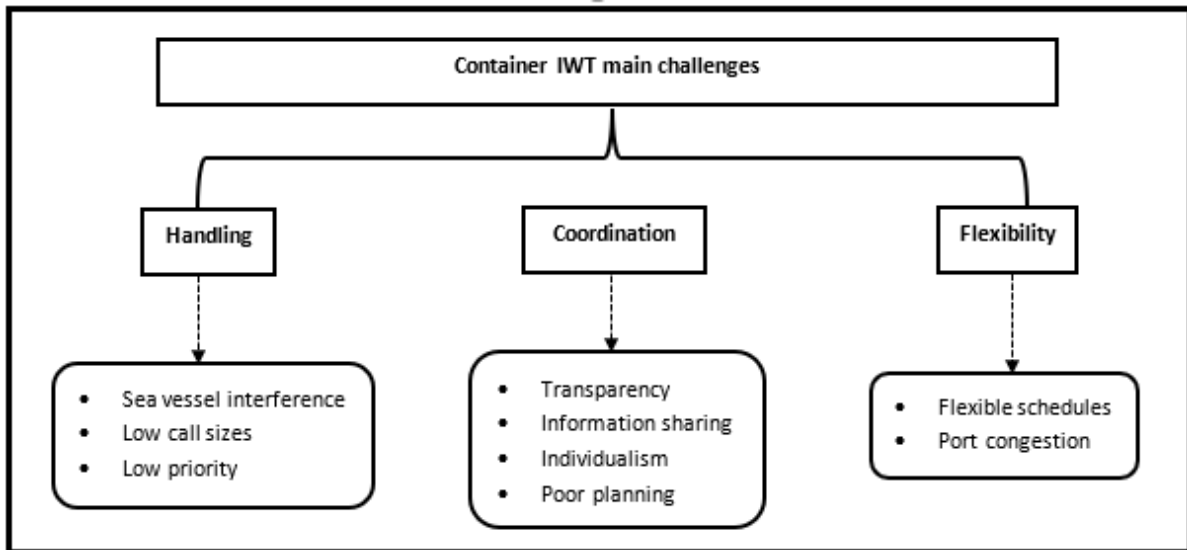 Container IWT main challenges
Handling
Coordination
Flexibility
• Sea vessel interference
• Low call sizes
• Low priority
• Transparency
• Information sharing
• Individualism
• Poor planning
• Flexible schedules
• Port congestion